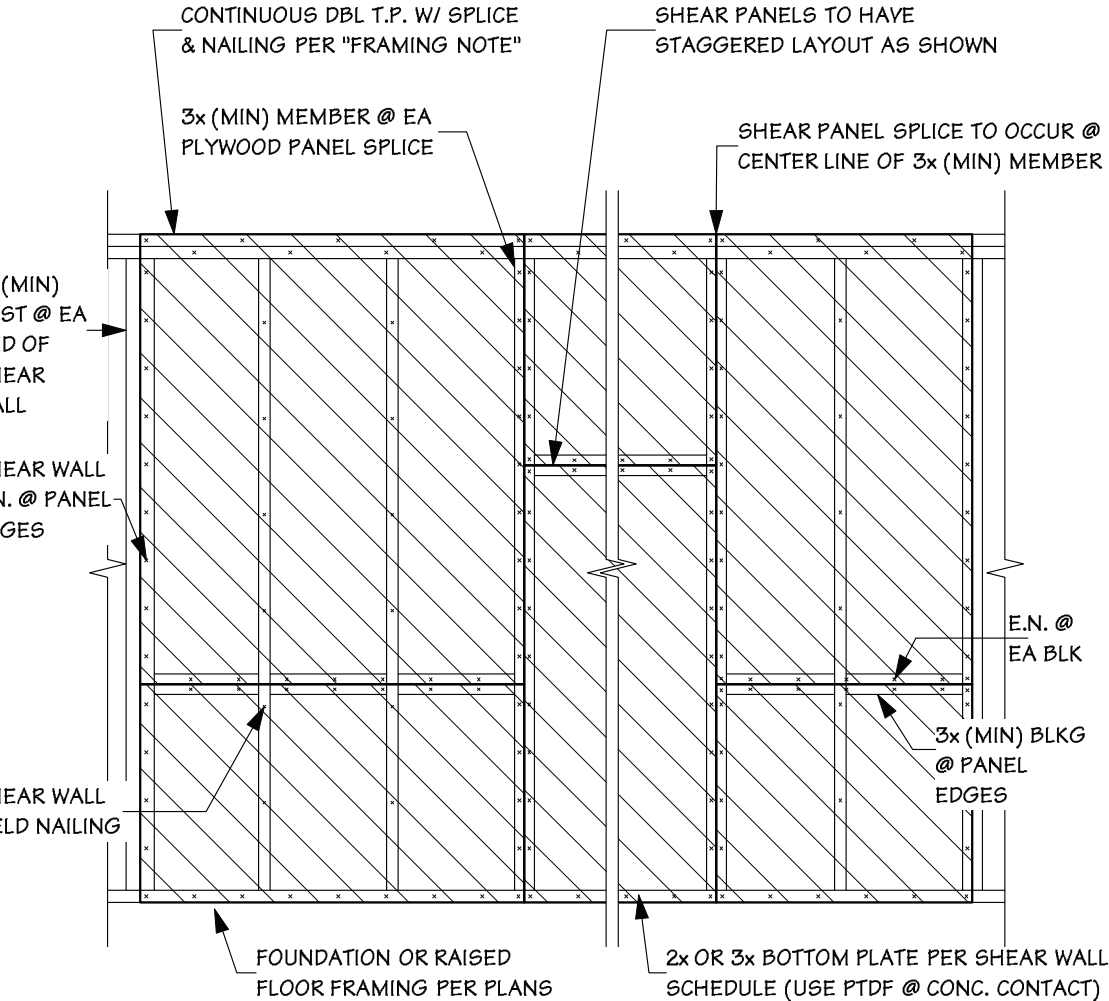 CONTINUOUS DBL T.P. W/ SPLICE
& NAILING PER "FRAMING NOTE"
SHEAR PANELS TO HAVE
STAGGERED LAYOUT AS SHOWN
3x (MIN) MEMBER @ EA
PLYWOOD PANEL SPLICE
SHEAR PANEL SPLICE TO OCCUR @
CENTER LINE OF 3x (MIN) MEMBER
(MIN)
ST @ EA
D OF
EAR
ALL
EAR WALL
N. @ PANEL
GES
E.N. @
EA BLK
3x (MIN) BLKG
@ PANEL
EDGES
EAR WALL
ELD NAILING
FOUNDATION OR RAISED
FLOOR FRAMING PER PLANS
2x OR 3x BOTTOM PLATE PER SHEAR WALL
SCHEDULE (USE PTDF @ CONC. CONTACT)